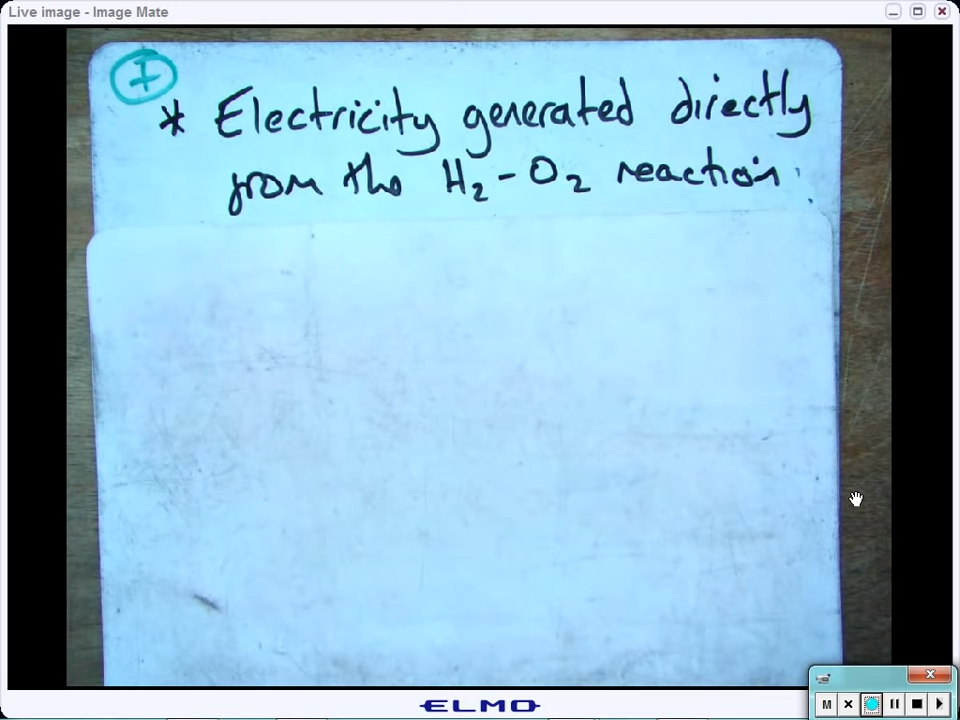 Live image - Image Mate
I
* Electricity generated directly
from the H₂-O₂ reaction.
ELMO
M